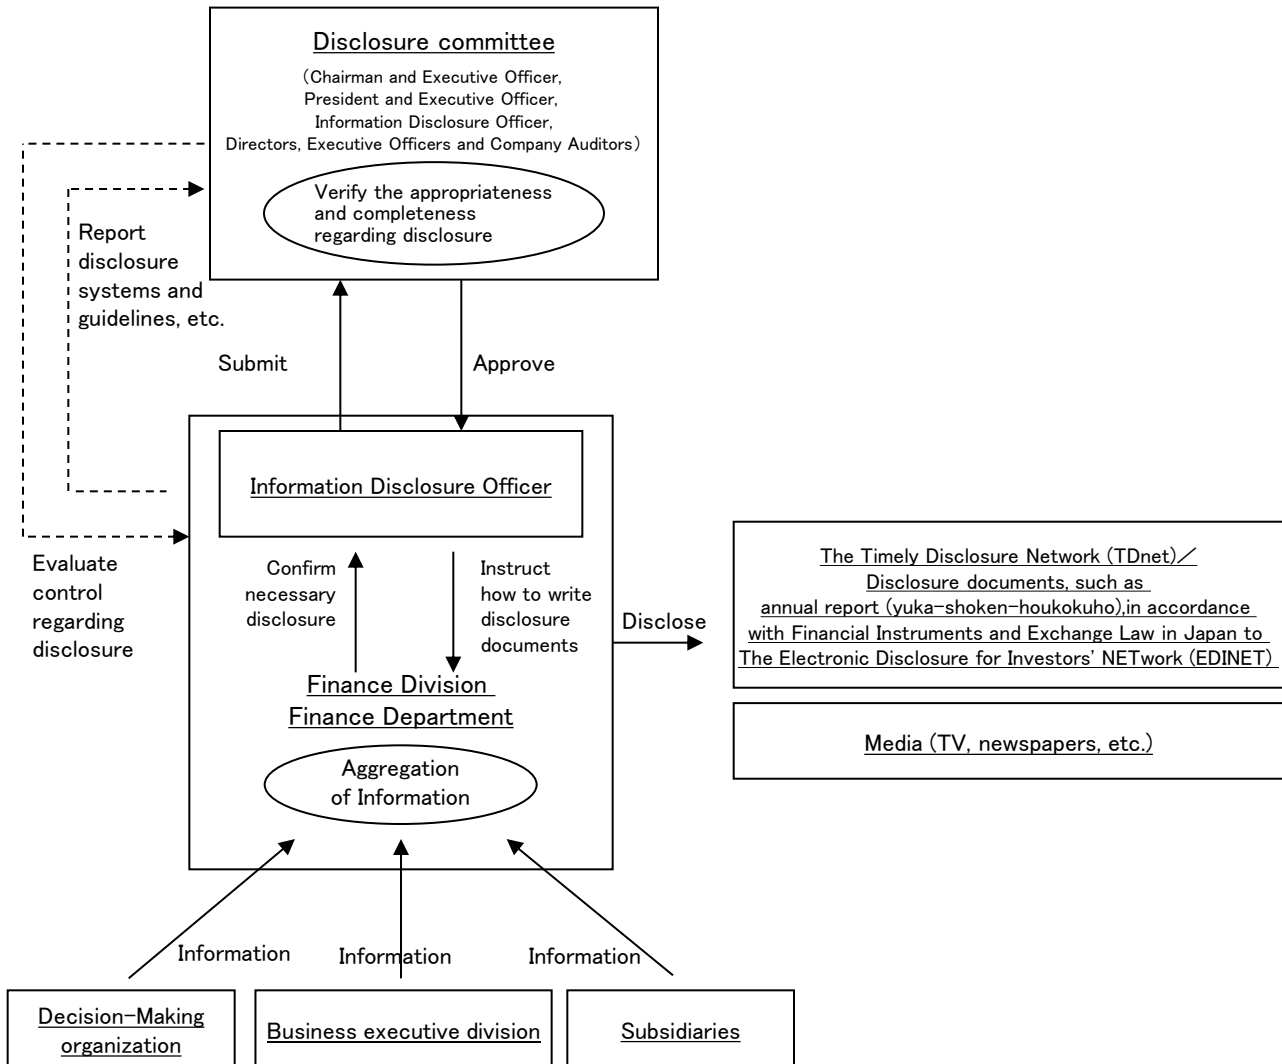 Disclosure committee
(Chairman and Executive Officer,
President and Executive Officer,
Information Disclosure Officer,
Directors, Executive Officers and Company Auditors)
Verify the appropriateness
and completeness
regarding disclosure
Report
disclosure
systems and
guidelines, etc.
Submit
Approve
Information Disclosure Officer
Evaluate
control
regarding
disclosure
Confirm
necessary
disclosure
Instruct
how to write
disclosure
documents
Disclose
The Timely Disclosure Network (TDnet)／
Disclosure documents, such as
annual report (yuka-shoken-houkokuho),in accordance
with Financial Instruments and Exchange Law in Japan to
The Electronic Disclosure for Investors' NETwork (EDINET)
Media (TV, newspapers, etc.)
Finance Division
Finance Department
Aggregation
of Information
Information
Information
Information
Decision-Making
organization
Business executive division
Subsidiaries